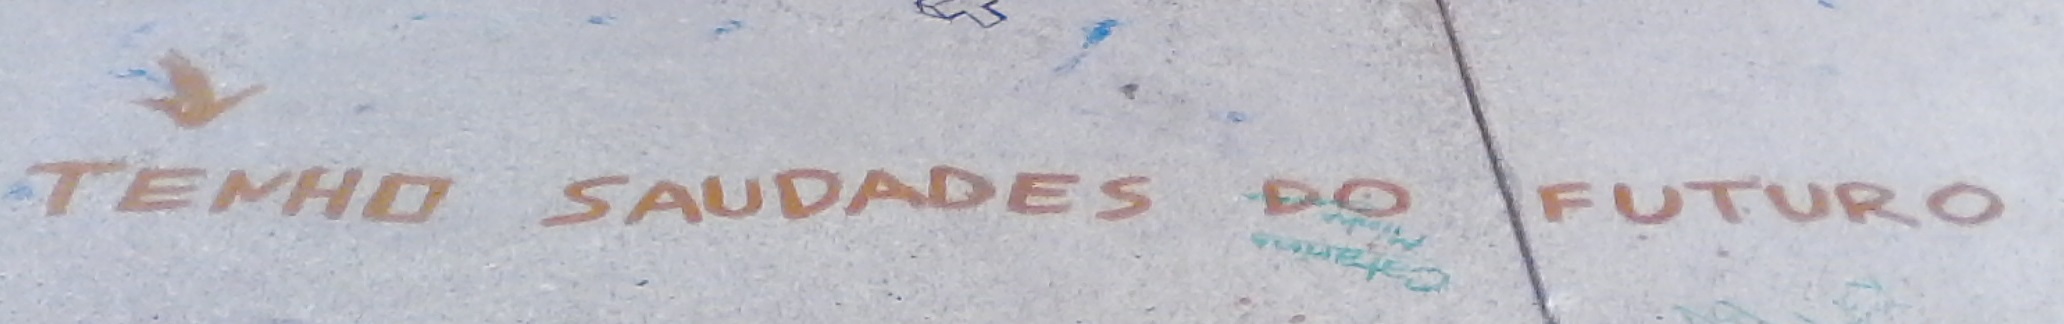 TENHO SAUDADES DO FUTURO